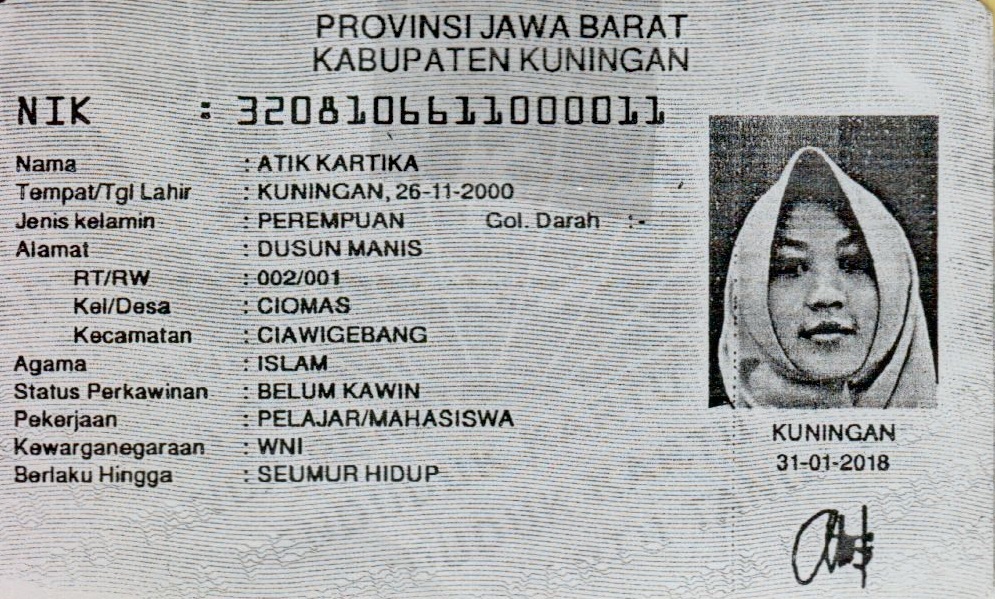 PROVINSI JAWA BARAT
KABUPATEN KUNINGAN
NIK : 3208106611000011
Nama : ATIK KARTIKA
Tempat/Tgl Lahir : KUNINGAN, 26-11-2000
Jenis kelamin : PEREMPUAN Gol. Darah :-
Alamat : DUSUN MANIS
RT/RW : 002/001
Kel/Desa : CIOMAS
Kecamatan : CIAWIGEBANG
Agama : ISLAM
Status Perkawinan : BELUM KAWIN
Pekerjaan : PELAJAR/MAHASISWA
Kewarganegaraan : WNI
Berlaku Hingga : SEUMUR HIDUP
KUNINGAN
31-01-2018